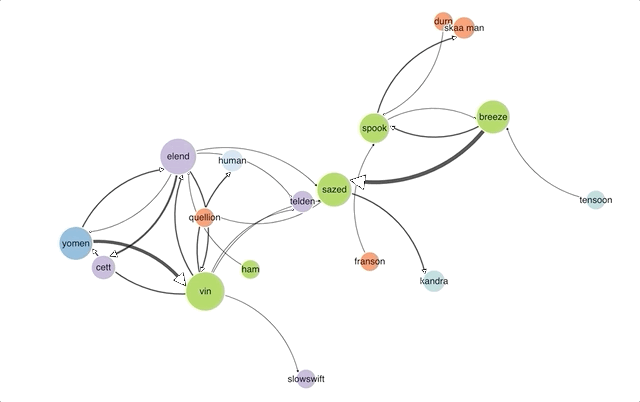 durn
skaa man
breeze
spook
elend
human
sazed
telden
tensoon
quellion
yomen
cett
ham
franson
kandra
vin
slowswift